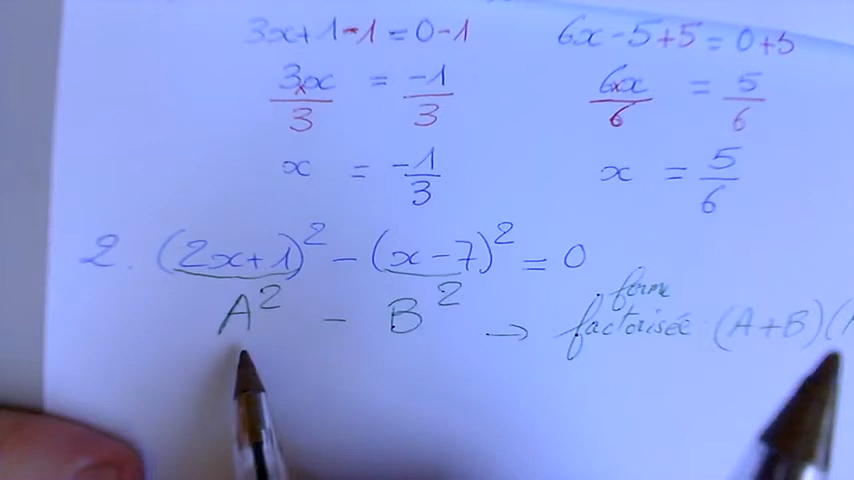 3x+1-1=0-1 6x-5+5=0+5
3x/3 = -1/3 6x/6 = 5/6
x = -1/3 x = 5/6
2. (2x+1)² - (x-7)² = 0
A² - B² → forme factorisée (A+B)(A